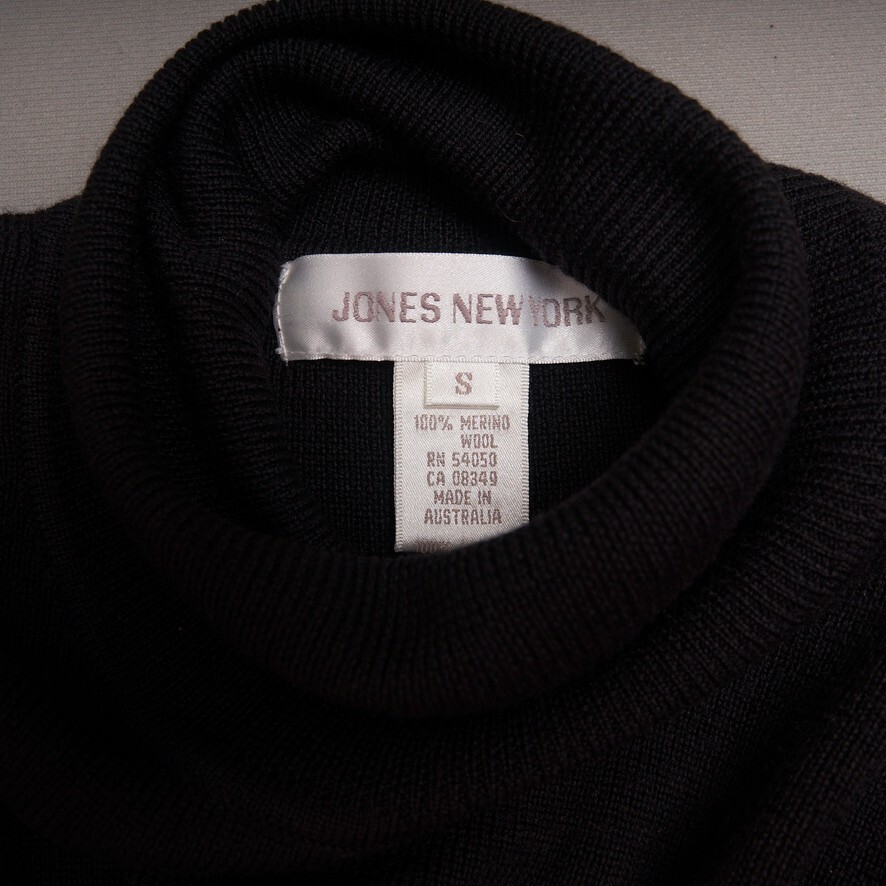 JONES NEW YORK
S
100% MERINO
WOOL
RN 54050
CA 08349
MADE IN
AUSTRALIA